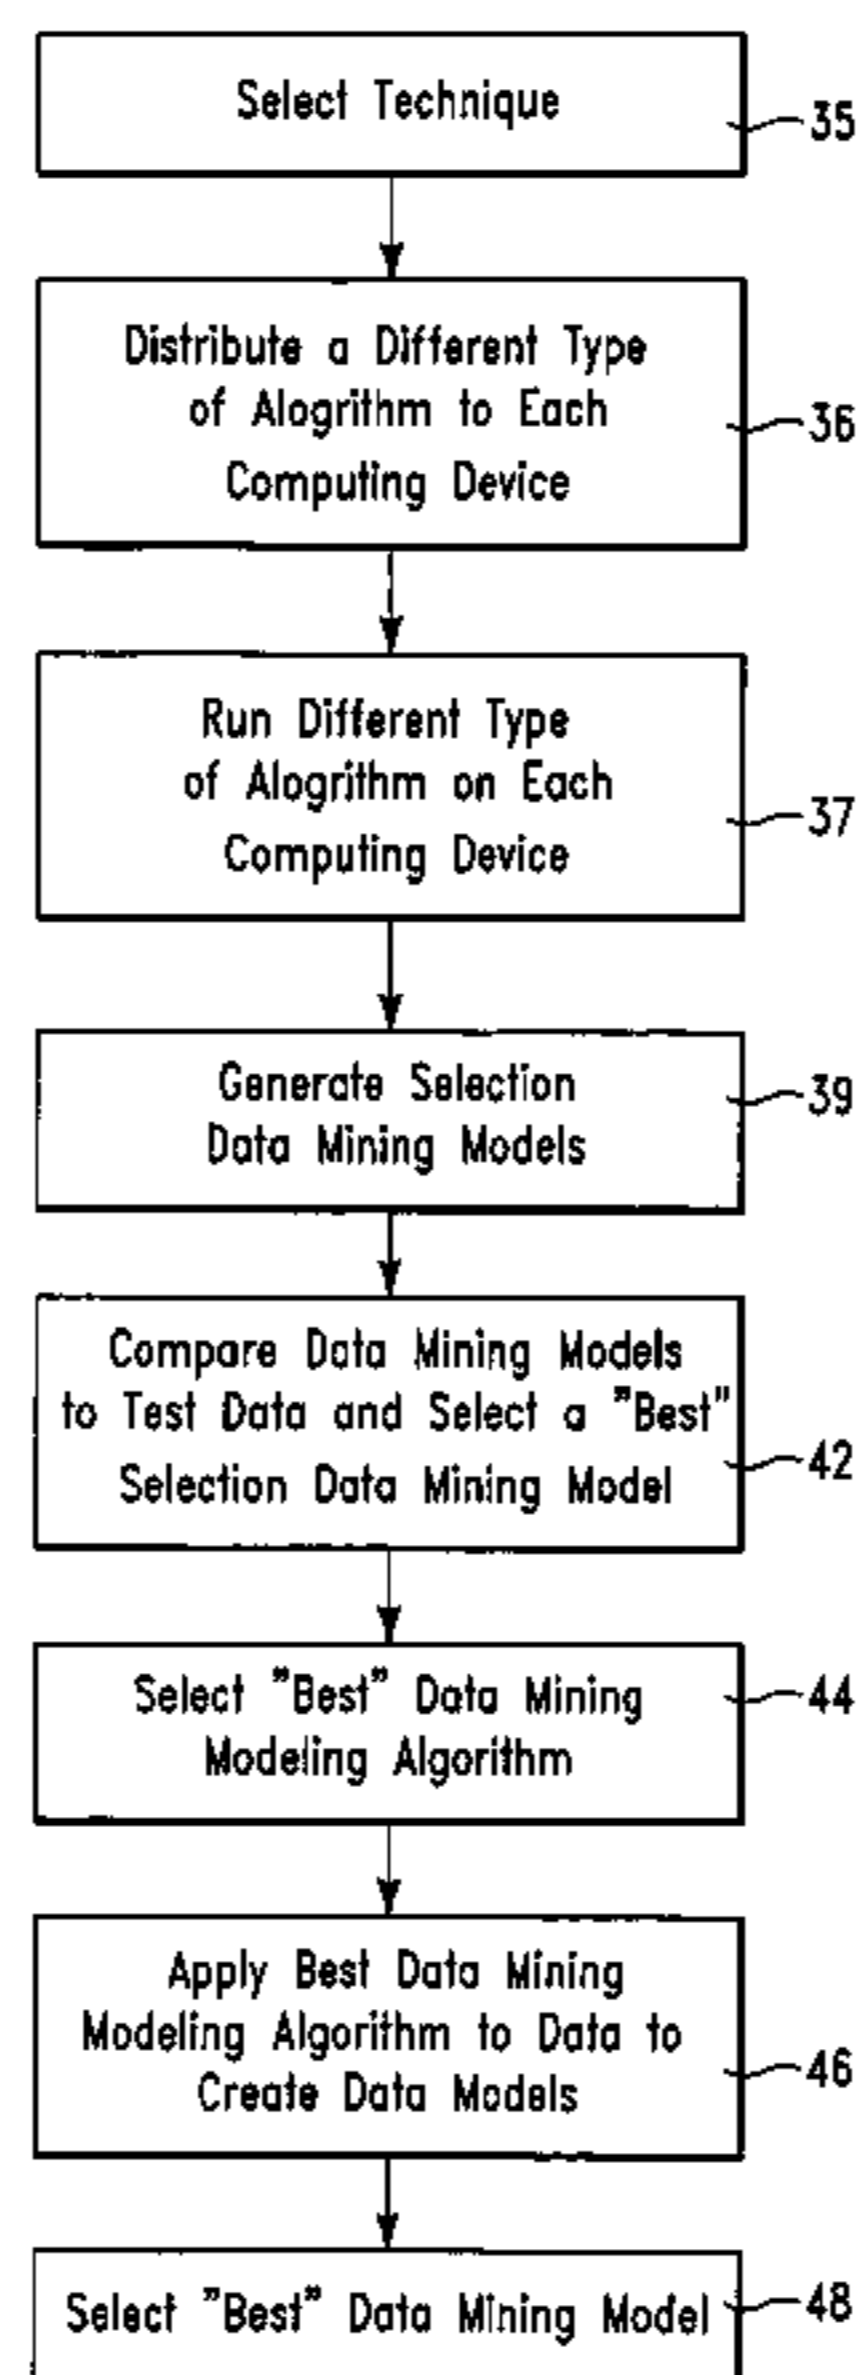 Select Technique
35
Distribute a Different Type
of Alogrithm to Each
Computing Device
36
Run Different Type
of Alogrithm on Each
Computing Device
37
Generate Selection
Data Mining Models
39
Compare Data Mining Models
to Test Data and Select a "Best"
Selection Data Mining Model
42
Select "Best" Data Mining
Modeling Algorithm
44
Apply Best Data Mining
Modeling Algorithm to Data to
Create Data Models
46
Select "Best" Data Mining Model
48